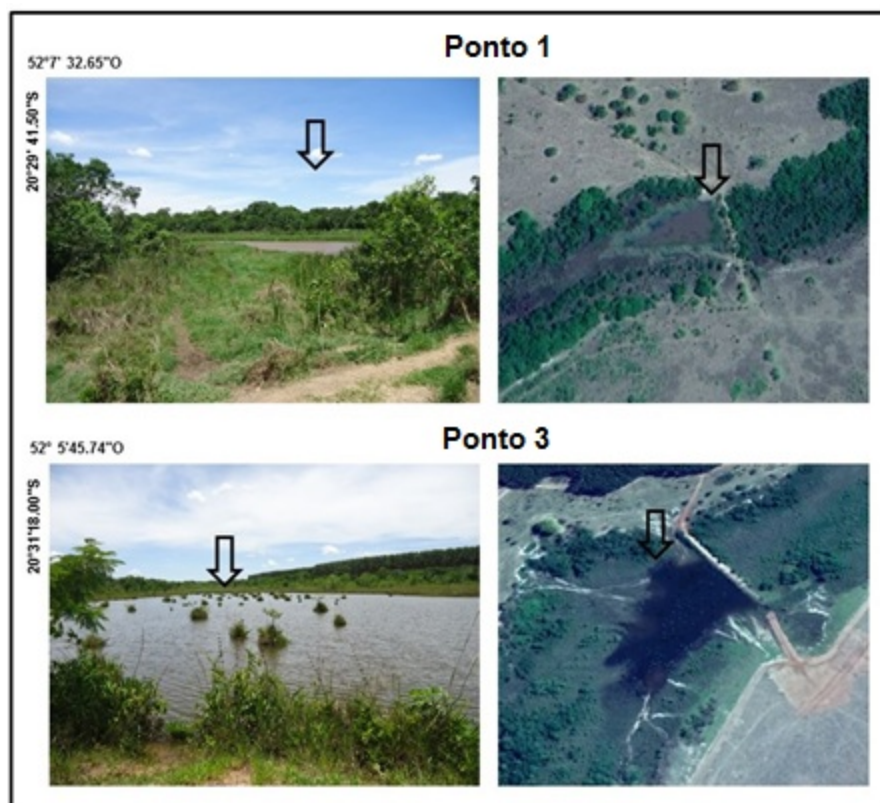 Ponto 1
52°7' 32.65"O
20°29' 41.50"S
Ponto 3
52° 5'45.74"O
20°31'18.00"S